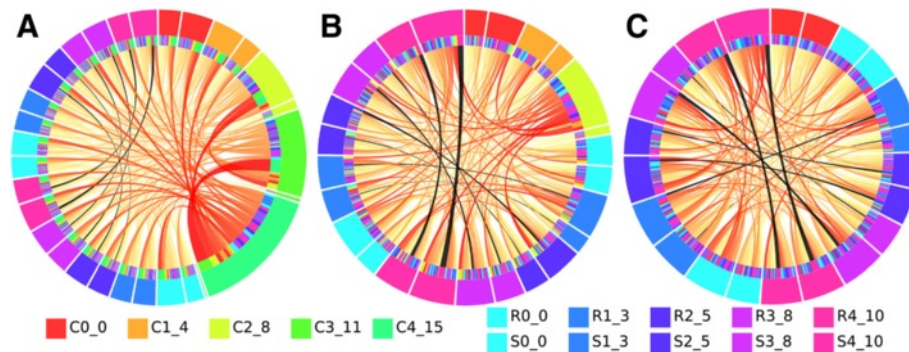 A B C
C0_0 C1_4 C2_8 C3_11 C4_15
R0_0 R1_3 R2_5 R3_8 R4_10
S0_0 S1_3 S2_5 S3_8 S4_10